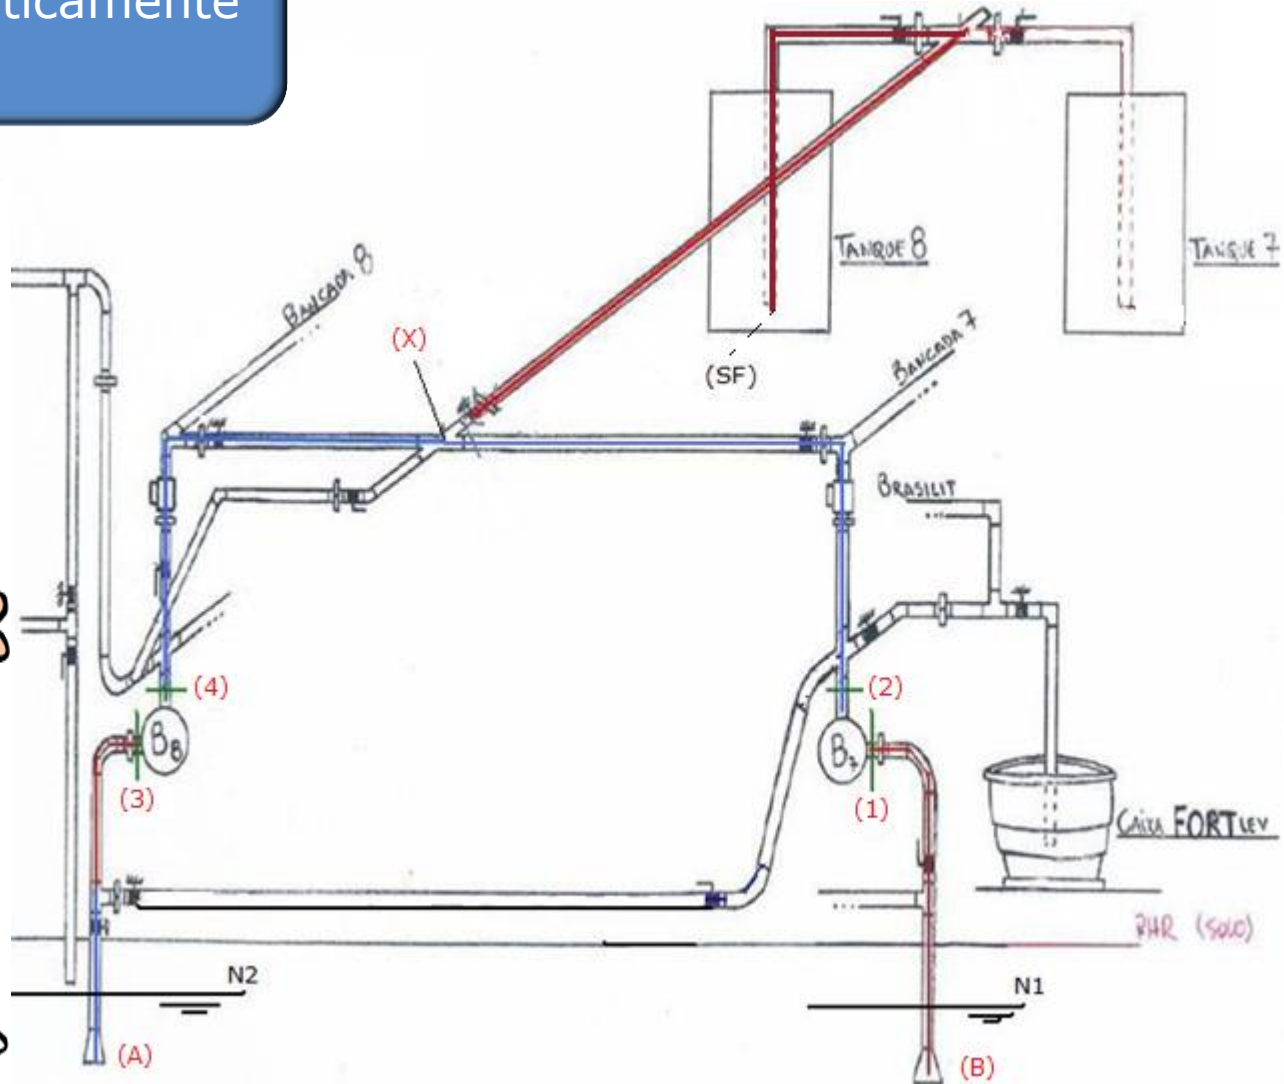 ticamente
TANQUE 8
TANQUE 7
BANCADA 8
(X)
(SF)
BANCADA 7
BRASILIT
(4)
(2)
B8
B7
(3)
(1)
CAIXA FORTLEV
PHR (SOLO)
N2
N1
(A)
(B)